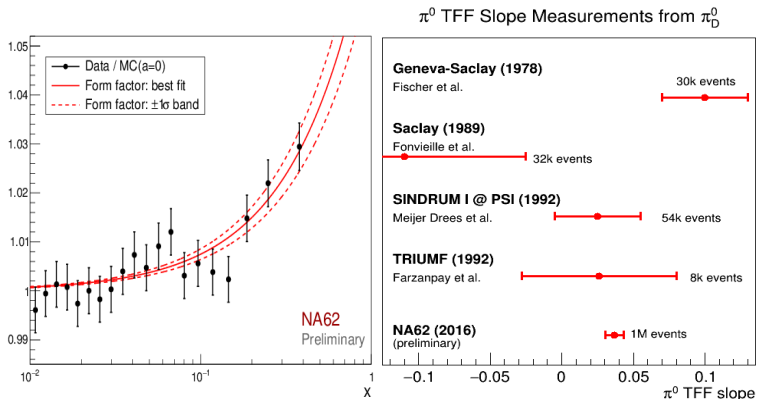 1.05
1.04
1.03
1.02
1.01
1
0.99
Data / MC(a=0)
Form factor: best fit
Form factor: ±1σ band
NA62
Preliminary
10⁻²
10⁻¹
1
x
π⁰ TFF Slope Measurements from π⁰_D
Geneva-Saclay (1978)
Fischer et al.
30k events
Saclay (1989)
Fonvieille et al.
32k events
SINDRUM I @ PSI (1992)
Meijer Drees et al.
54k events
TRIUMF (1992)
Farzanpay et al.
8k events
NA62 (2016)
(preliminary)
1M events
−0.1
−0.05
0
0.05
0.1
π⁰ TFF slope